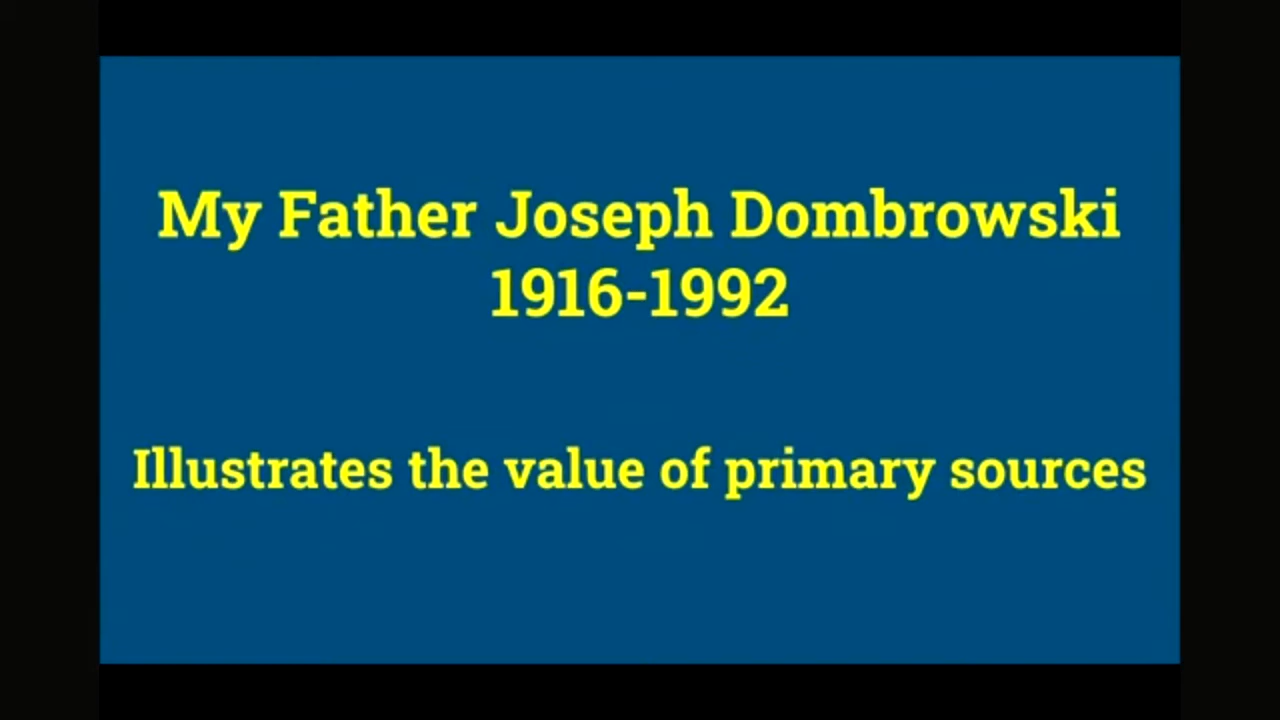 My Father Joseph Dombrowski
1916-1992
Illustrates the value of primary sources